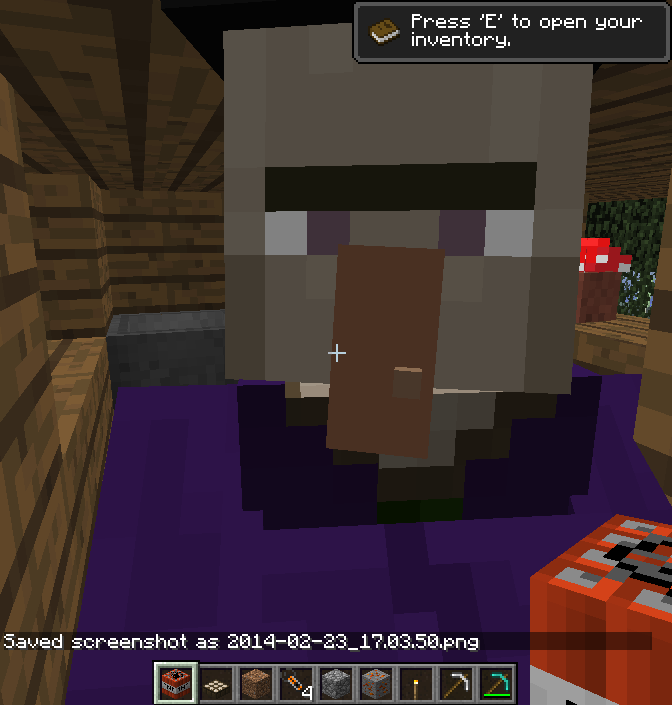 Press 'E' to open your
inventory.
Saved screenshot as 2014-02-23_17.03.50.png
4